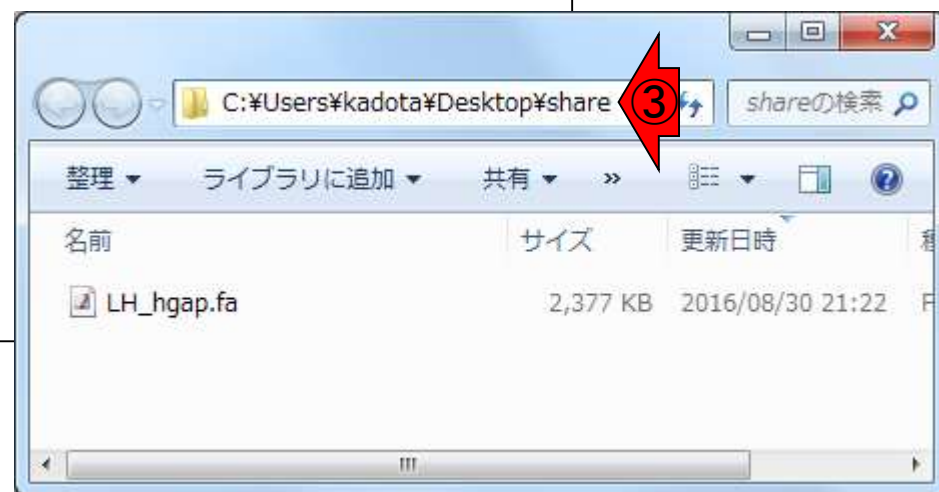 C:¥Users¥kadota¥Desktop¥share
③
shareの検索
整理 ライブラリに追加 共有 »
名前 サイズ 更新日時
LH_hgap.fa 2,377 KB 2016/08/30 21:22 F